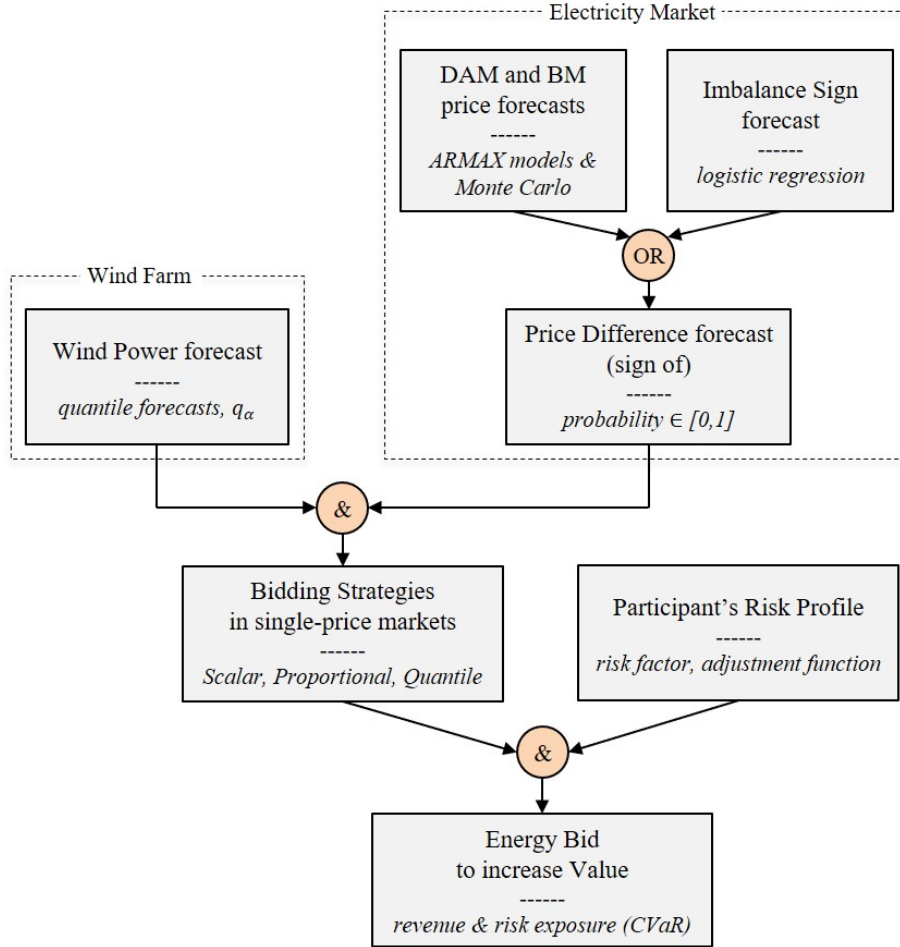 Electricity Market
DAM and BM
price forecasts
------
ARMAX models &
Monte Carlo
Imbalance Sign
forecast
------
logistic regression
OR
Wind Farm
Wind Power forecast
------
quantile forecasts, qα
Price Difference forecast
(sign of)
------
probability ∈ [0,1]
&
Bidding Strategies
in single-price markets
------
Scalar, Proportional, Quantile
Participant’s Risk Profile
------
risk factor, adjustment function
&
Energy Bid
to increase Value
------
revenue & risk exposure (CVaR)